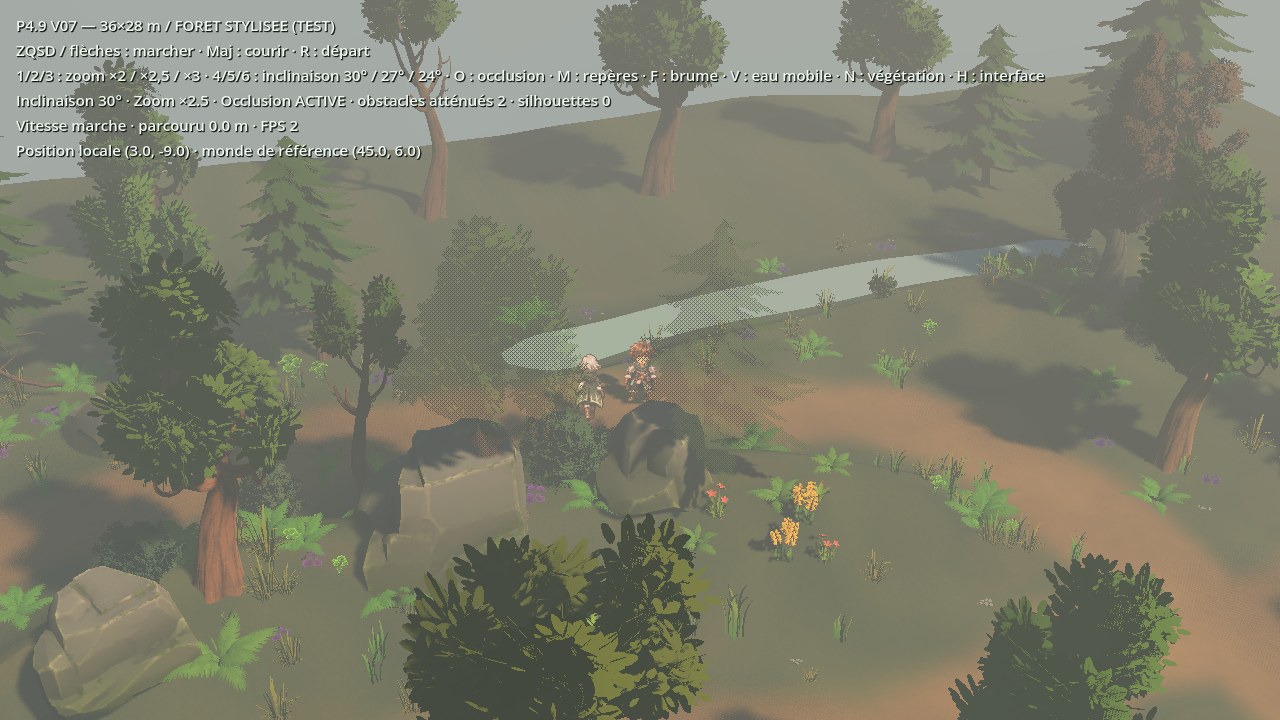 P4.9 V07 — 36×28 m / FORET STYLISEE (TEST)
ZQSD / flèches : marcher · Maj : courir · R : départ
1/2/3 : zoom ×2 / ×2,5 / ×3 · 4/5/6 : inclinaison 30° / 27° / 24° · O : occlusion · M : repères · F : brume · V : eau mobile · N : végétation · H : interface
Inclinaison 30° · Zoom ×2.5 · Occlusion ACTIVE · obstacles atténués 2 · silhouettes 0
Vitesse marche · parcouru 0.0 m · FPS 2
Position locale (3.0, -9.0) · monde de référence (45.0, 6.0)